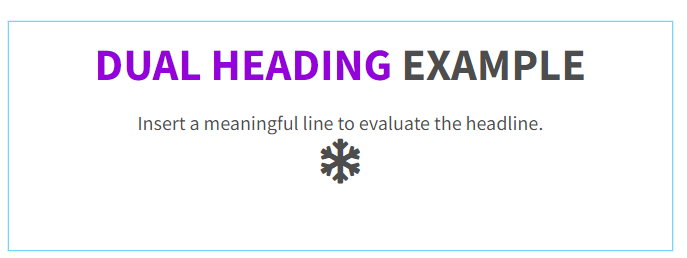 DUAL HEADING EXAMPLE
Insert a meaningful line to evaluate the headline.